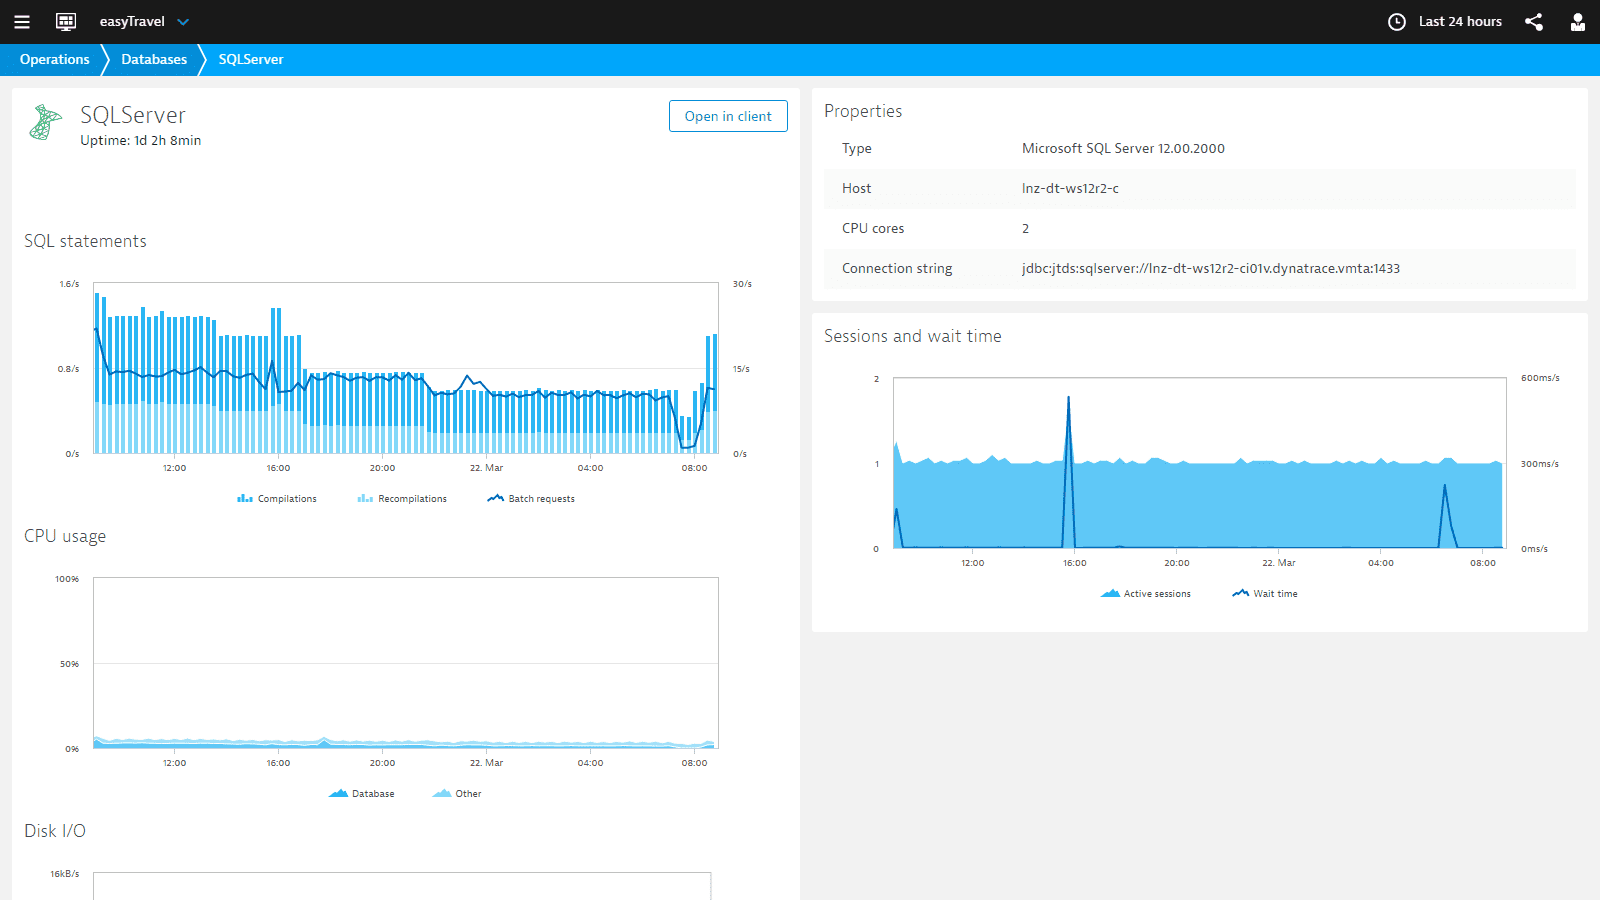 easyTravel
Last 24 hours
Operations
Databases
SQLServer
SQLServer
Uptime: 1d 2h 8min
Open in client
SQL statements
1.6/s
30/s
0.8/s
15/s
0/s
0/s
12:00
16:00
20:00
22. Mar
04:00
08:00
Compilations
Recompilations
Batch requests
CPU usage
100%
50%
0%
12:00
16:00
20:00
22. Mar
04:00
08:00
Database
Other
Disk I/O
16kB/s
Properties
Type Microsoft SQL Server 12.00.2000
Host lnz-dt-ws12r2-c
CPU cores 2
Connection string jdbc:jtds:sqlserver://lnz-dt-ws12r2-ci01v.dynatrace.vmta:1433
Sessions and wait time
2
600ms/s
1
300ms/s
0
0ms/s
12:00
16:00
20:00
22. Mar
04:00
08:00
Active sessions
Wait time